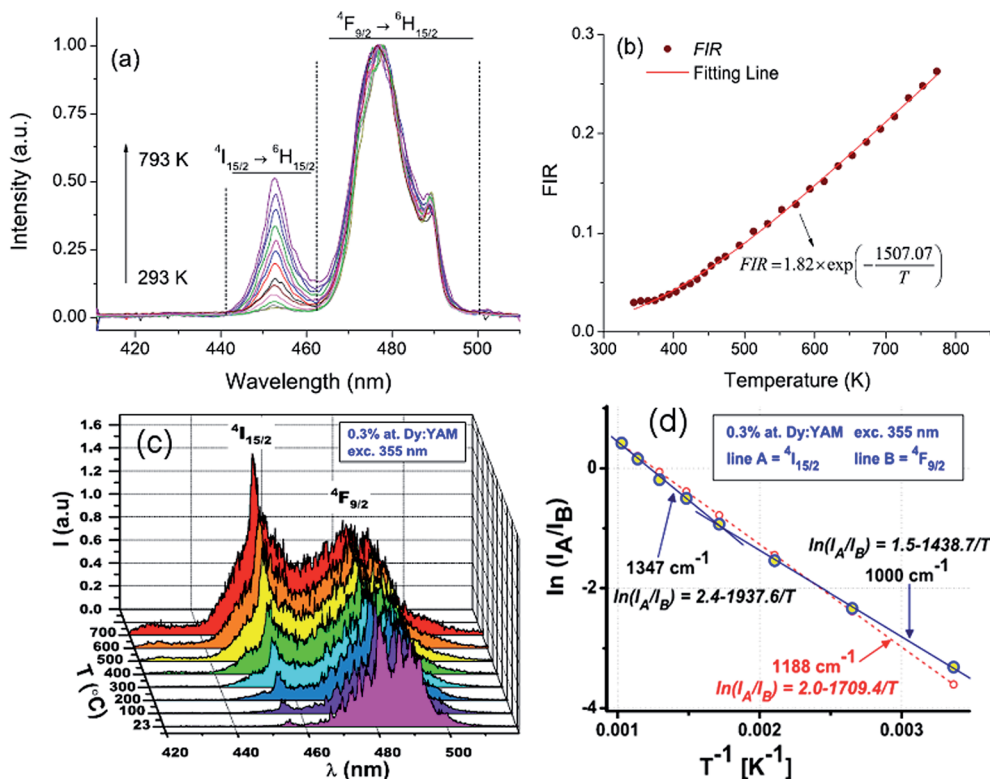 (a)
⁴F₉/₂ → ⁶H₁₅/₂
⁴I₁₅/₂ → ⁶H₁₅/₂
793 K
293 K
Intensity (a.u.)
1.00
0.75
0.50
0.25
0.00
420 440 460 480 500
Wavelength (nm)
(b)
FIR
Fitting Line
FIR
0.3
0.2
0.1
0.0
FIR = 1.82 × exp(− 1507.07 / T)
300 400 500 600 700 800
Temperature (K)
(c)
⁴I₁₅/₂
0.3% at. Dy:YAM
exc. 355 nm
⁴F₉/₂
I (a.u
1.6
1.4
1.2
1.0
0.8
0.6
0.4
0.2
0.0
700
600
500
400
300
200
100
23
T (°C)
420 440 460 480 500
λ (nm)
(d)
0.3% at. Dy:YAM exc. 355 nm
line A = ⁴I₁₅/₂ line B = ⁴F₉/₂
ln (I_A/I_B)
0
-2
-4
1347 cm⁻¹
ln(I_A/I_B) = 2.4-1937.6/T
ln(I_A/I_B) = 1.5-1438.7/T
1000 cm⁻¹
1188 cm⁻¹
ln(I_A/I_B) = 2.0-1709.4/T
0.001 0.002 0.003
T⁻¹ [K⁻¹]